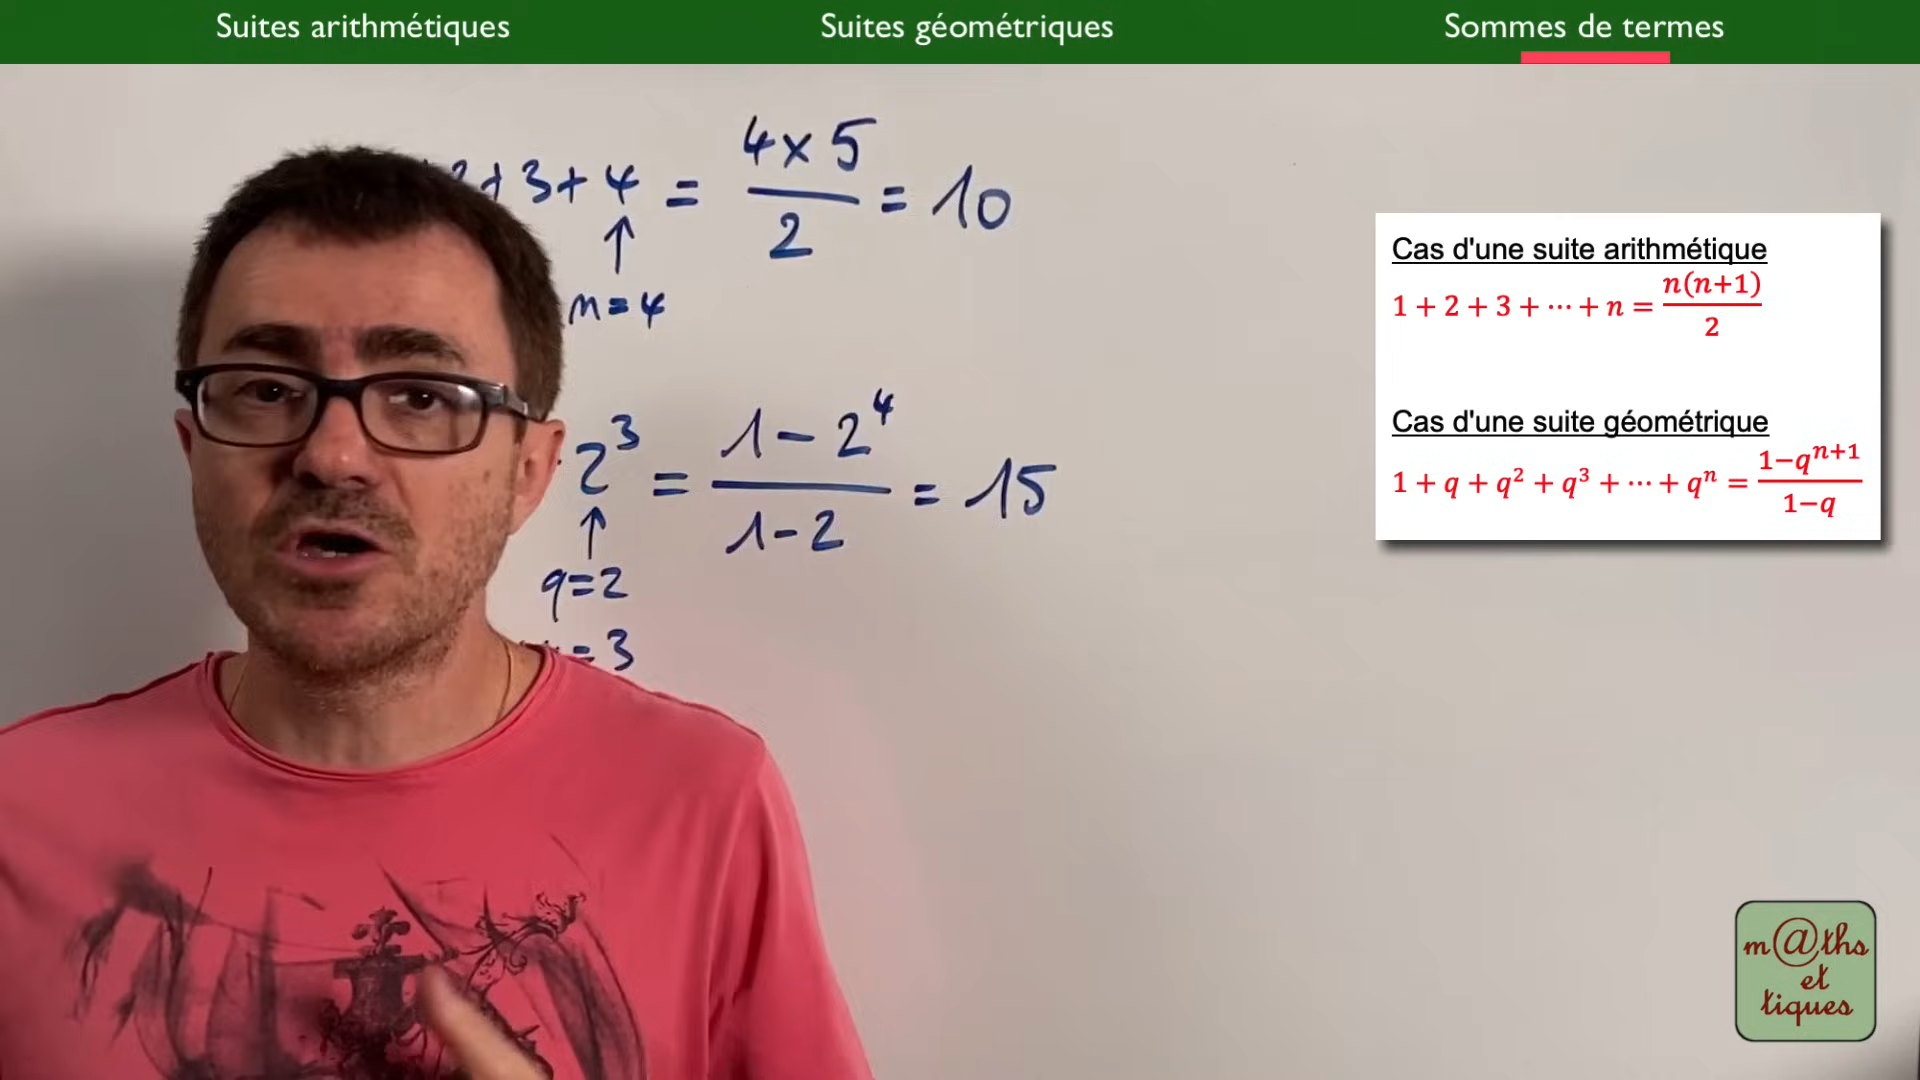 Suites arithmétiques
Suites géométriques
Sommes de termes
+ 3 + 4 = 4 × 5 / 2 = 10
n = 4
2³ = 1 - 2⁴ / 1 - 2 = 15
q = 2
= 3
Cas d'une suite arithmétique
1 + 2 + 3 + ⋯ + n = n(n+1) / 2
Cas d'une suite géométrique
1 + q + q² + q³ + ⋯ + qⁿ = 1−qⁿ⁺¹ / 1−q
m@ths
et
tiques